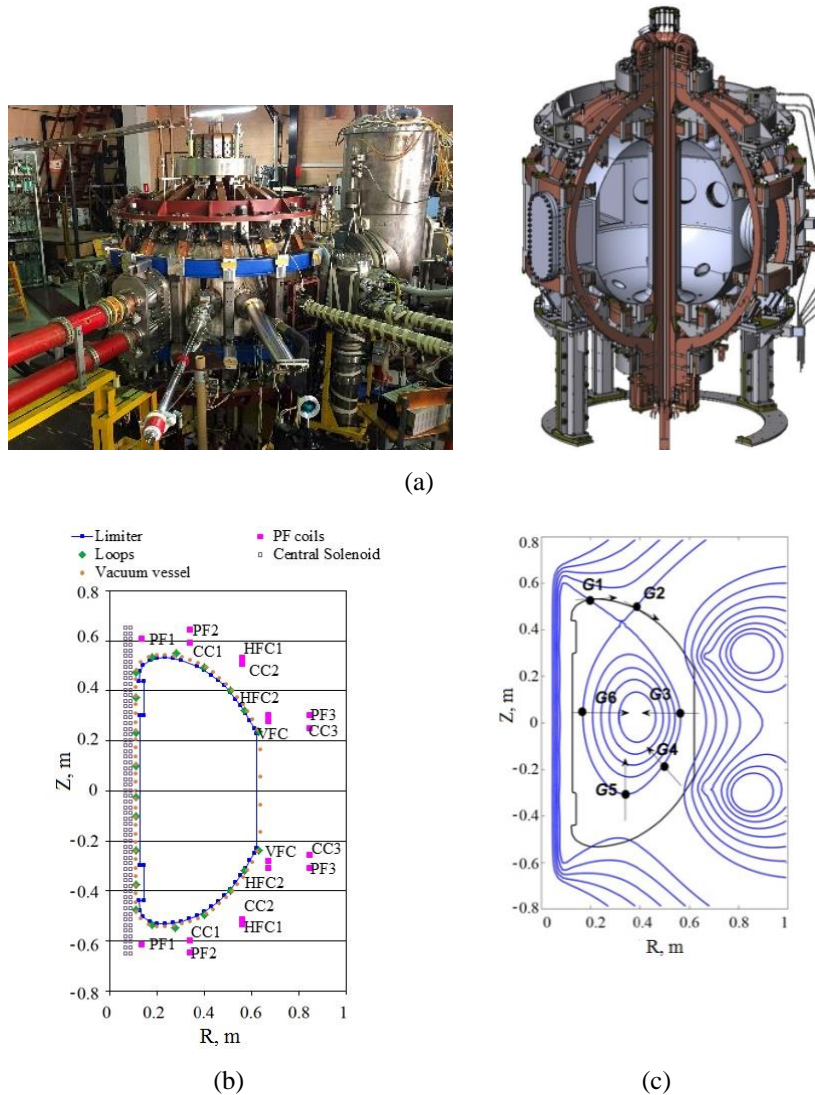 (a)
Limiter
PF coils
Loops
Central Solenoid
Vacuum vessel
0.8
0.6
0.4
0.2
0
-0.2
-0.4
-0.6
-0.8
Z, m
PF1
PF2
CC1
HFC1
CC2
HFC2
VFC
PF3
CC3
VFC
CC3
PF3
HFC2
CC2
HFC1
CC1
PF1
PF2
0 0.2 0.4 0.6 0.8 1
R, m
(b)
0.8
0.6
0.4
0.2
0
-0.2
-0.4
-0.6
-0.8
Z, m
G1
G2
G6
G3
G4
G5
0 0.2 0.4 0.6 0.8 1.0
R, m
(c)